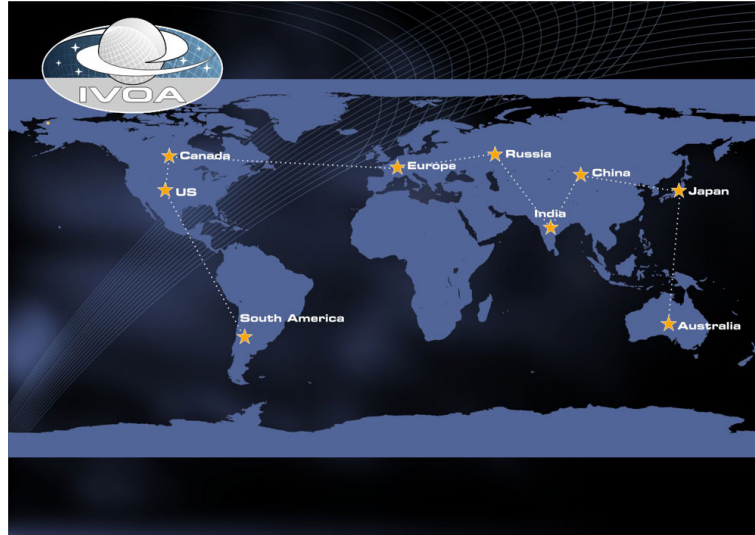 IVOA
Canada
Europe
Russia
China
US
Japan
India
South America
Australia